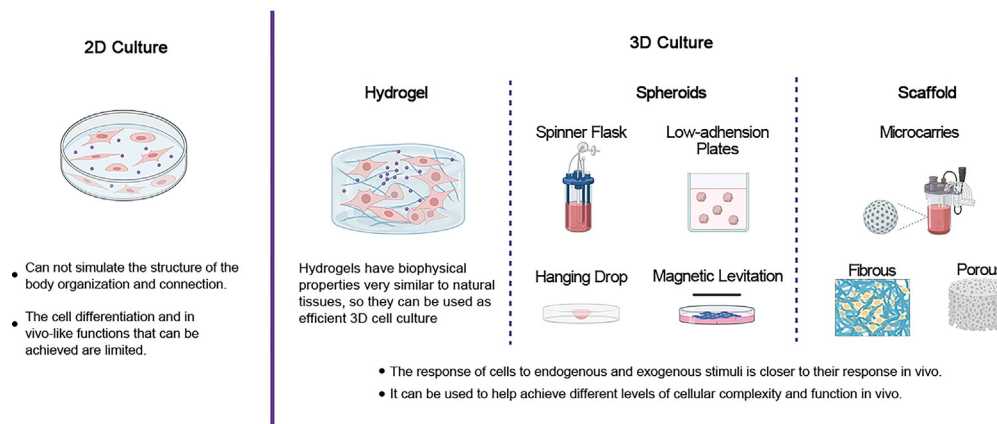 2D Culture
Can not simulate the structure of the
body organization and connection.
The cell differentiation and in
vivo-like functions that can be
achieved are limited.
3D Culture
Hydrogel
Hydrogels have biophysical
properties very similar to natural
tissues, so they can be used as
efficient 3D cell culture
Spheroids
Spinner Flask
Low-adhension
Plates
Hanging Drop
Magnetic Levitation
Scaffold
Microcarries
Fibrous
Porou
The response of cells to endogenous and exogenous stimuli is closer to their response in vivo.
It can be used to help achieve different levels of cellular complexity and function in vivo.